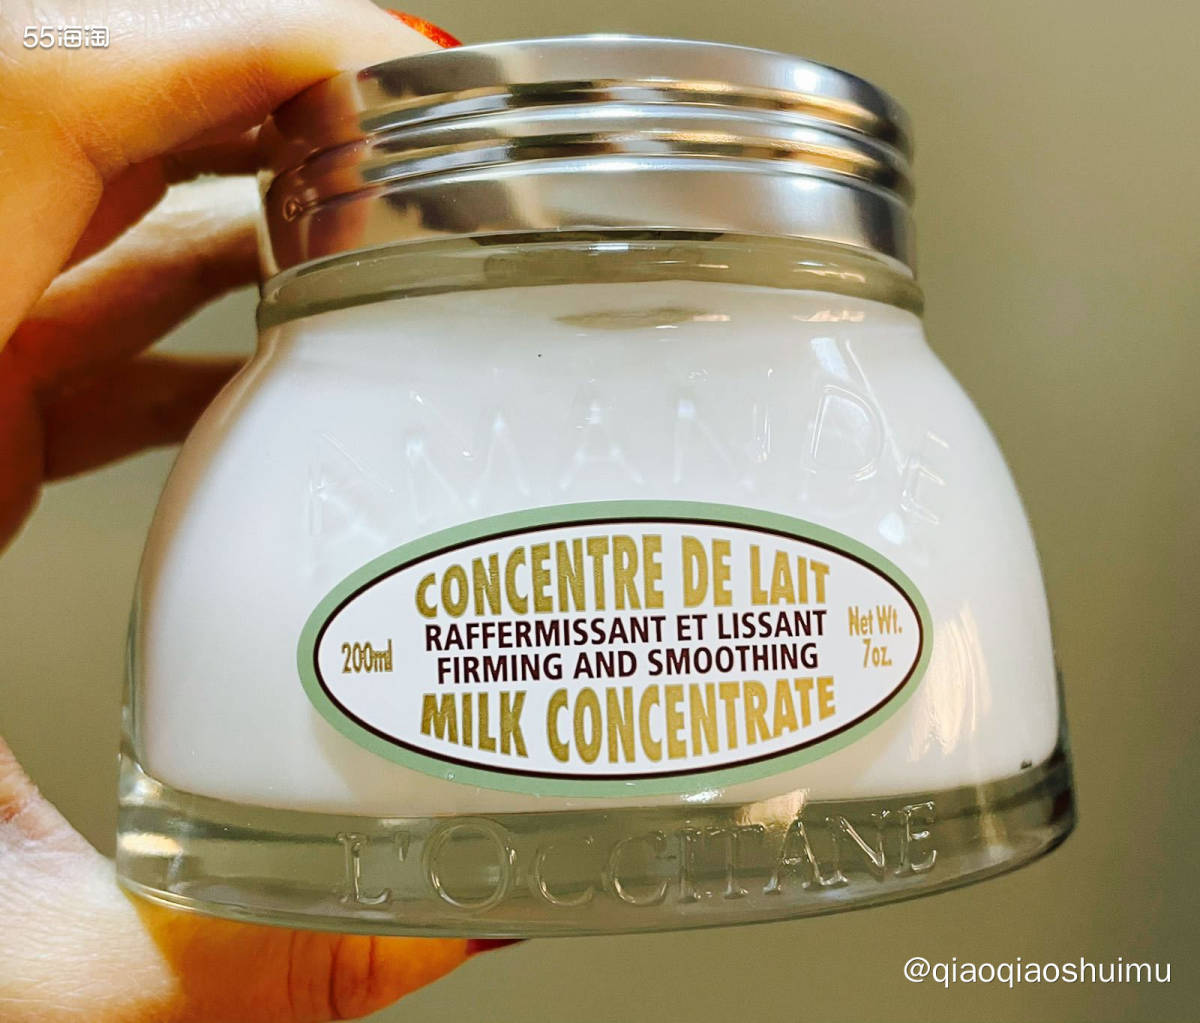 55海淘
AMANDE
CONCENTRE DE LAIT
RAFFERMISSANT ET LISSANT
FIRMING AND SMOOTHING
MILK CONCENTRATE
200ml
Net Wt.
7oz.
L'OCCITANE
@qiaoqiaoshuimu